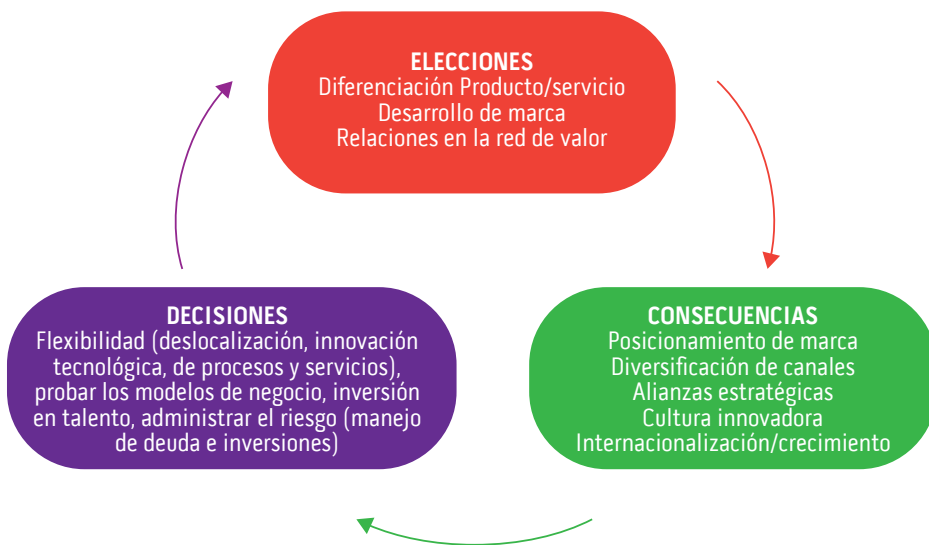 ELECCIONES
Diferenciación Producto/servicio
Desarrollo de marca
Relaciones en la red de valor
DECISIONES
Flexibilidad (deslocalización, innovación
tecnológica, de procesos y servicios),
probar los modelos de negocio, inversión
en talento, administrar el riesgo (manejo
de deuda e inversiones)
CONSECUENCIAS
Posicionamiento de marca
Diversificación de canales
Alianzas estratégicas
Cultura innovadora
Internacionalización/crecimiento